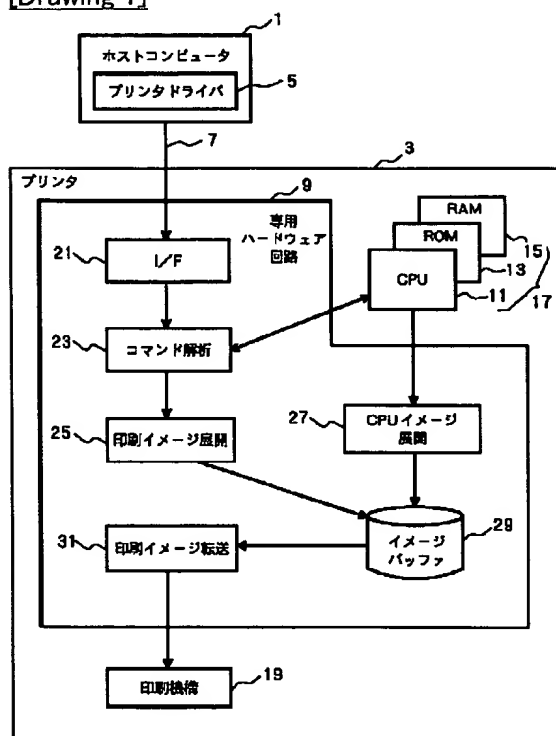 [Drawing 1]
1
ホストコンピュータ
プリンタドライバ
5
7
3
プリンタ
9
専用
ハードウェア
回路
RAM
ROM
CPU
15
13
11
17
21
I/F
23
コマンド解析
25
印刷イメージ展開
27
CPUイメージ
展開
31
印刷イメージ転送
イメージ
バッファ
29
印刷機構
19